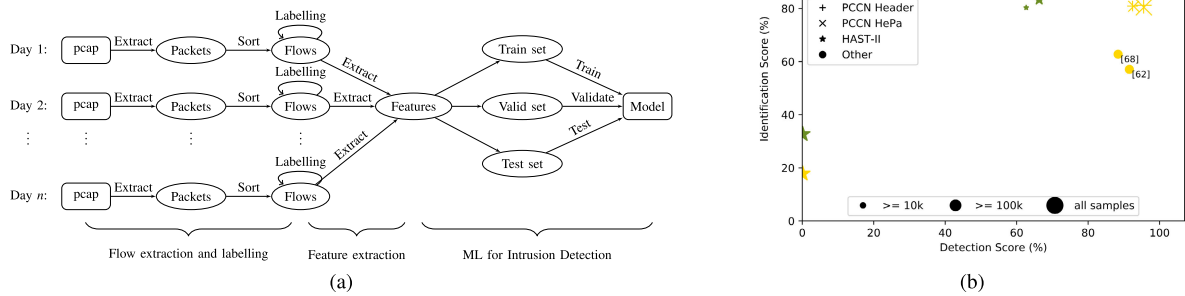 Labelling
Day 1:
pcap
Extract
Packets
Sort
Flows
Extract
Train set
Train
Labelling
Day 2:
pcap
Extract
Packets
Sort
Flows
Extract
Features
Valid set
Validate
Model
Labelling
Extract
Test set
Test
Day n:
pcap
Extract
Packets
Sort
Flows
Flow extraction and labelling
Feature extraction
ML for Intrusion Detection
(a)
PCCN Header
PCCN HePa
HAST-II
Other
[68]
[62]
80
60
40
20
0
Identification Score (%)
>= 10k
>= 100k
all samples
0 20 40 60 80 100
Detection Score (%)
(b)